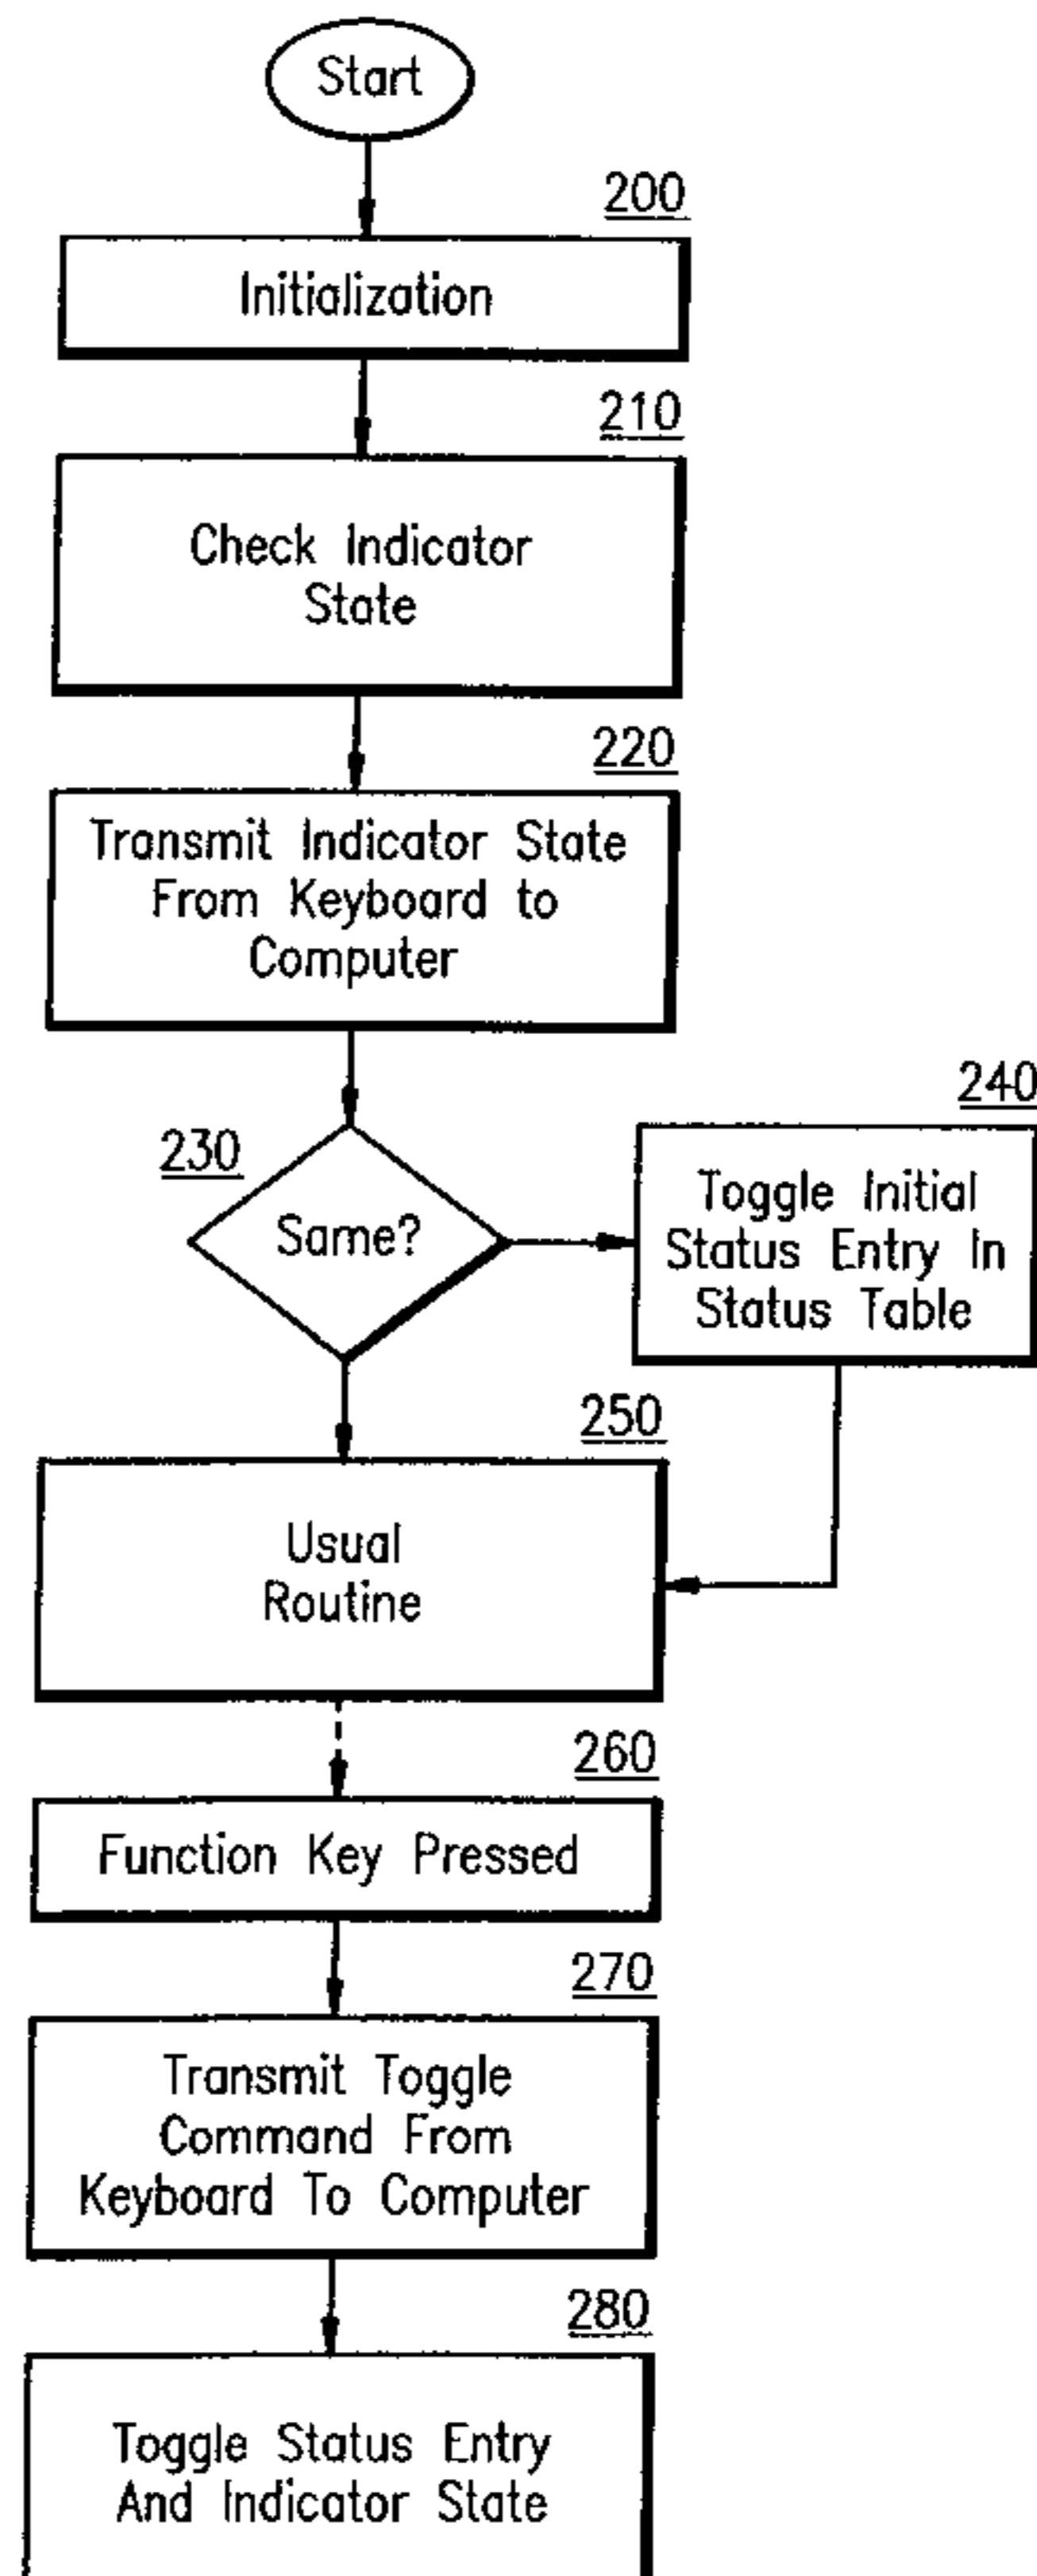 Start
200
Initialization
210
Check Indicator
State
220
Transmit Indicator State
From Keyboard to
Computer
230
Same?
240
Toggle Initial
Status Entry In
Status Table
250
Usual
Routine
260
Function Key Pressed
270
Transmit Toggle
Command From
Keyboard To Computer
280
Toggle Status Entry
And Indicator State